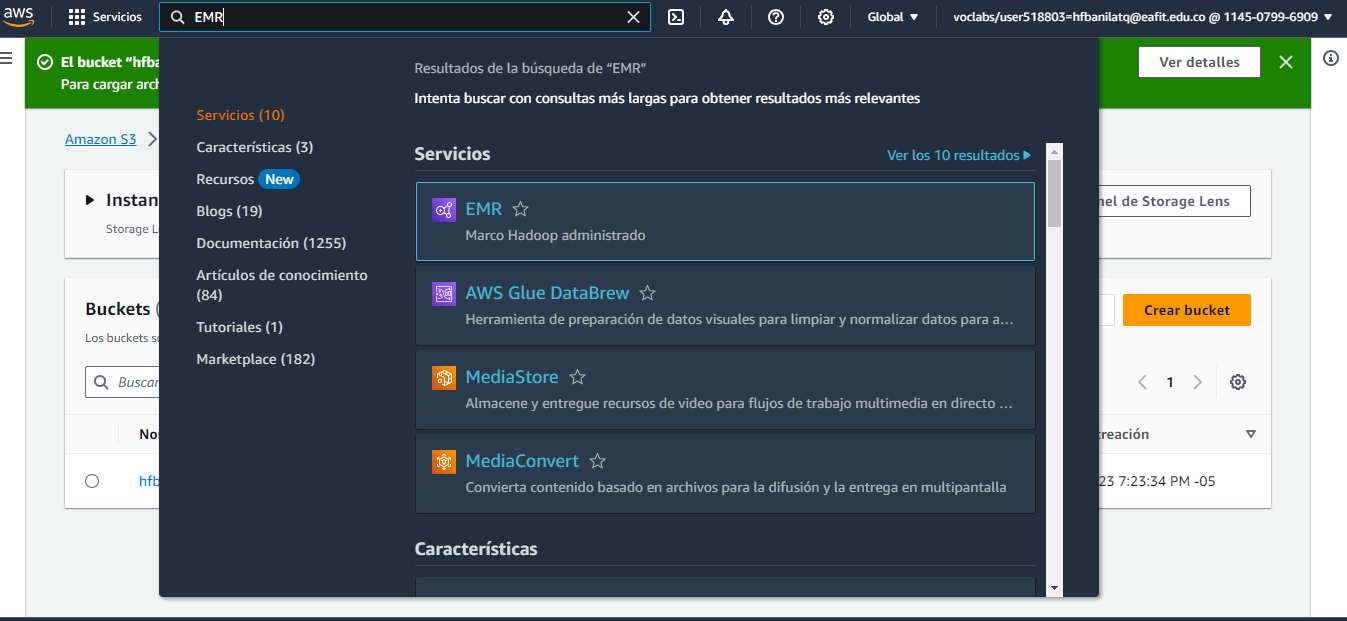 aws
Servicios
EMR
Global
voclabs/user518803=hfbanilatq@eafit.edu.co @ 1145-0799-6909
El bucket “hfba
Para cargar arch
Ver detalles
Resultados de la búsqueda de “EMR”
Intenta buscar con consultas más largas para obtener resultados más relevantes
Servicios (10)
Características (3)
Recursos New
Blogs (19)
Documentación (1255)
Artículos de conocimiento
(84)
Tutoriales (1)
Marketplace (182)
Servicios
Ver los 10 resultados
EMR
Marco Hadoop administrado
AWS Glue DataBrew
Herramienta de preparación de datos visuales para limpiar y normalizar datos para a...
MediaStore
Almacene y entregue recursos de video para flujos de trabajo multimedia en directo ...
MediaConvert
Convierta contenido basado en archivos para la difusión y la entrega en multipantalla
Características
Amazon S3
Instan
Storage L
nel de Storage Lens
Buckets (
Los buckets so
Crear bucket
Buscar
1
No
creación
hfb
23 7:23:34 PM -05